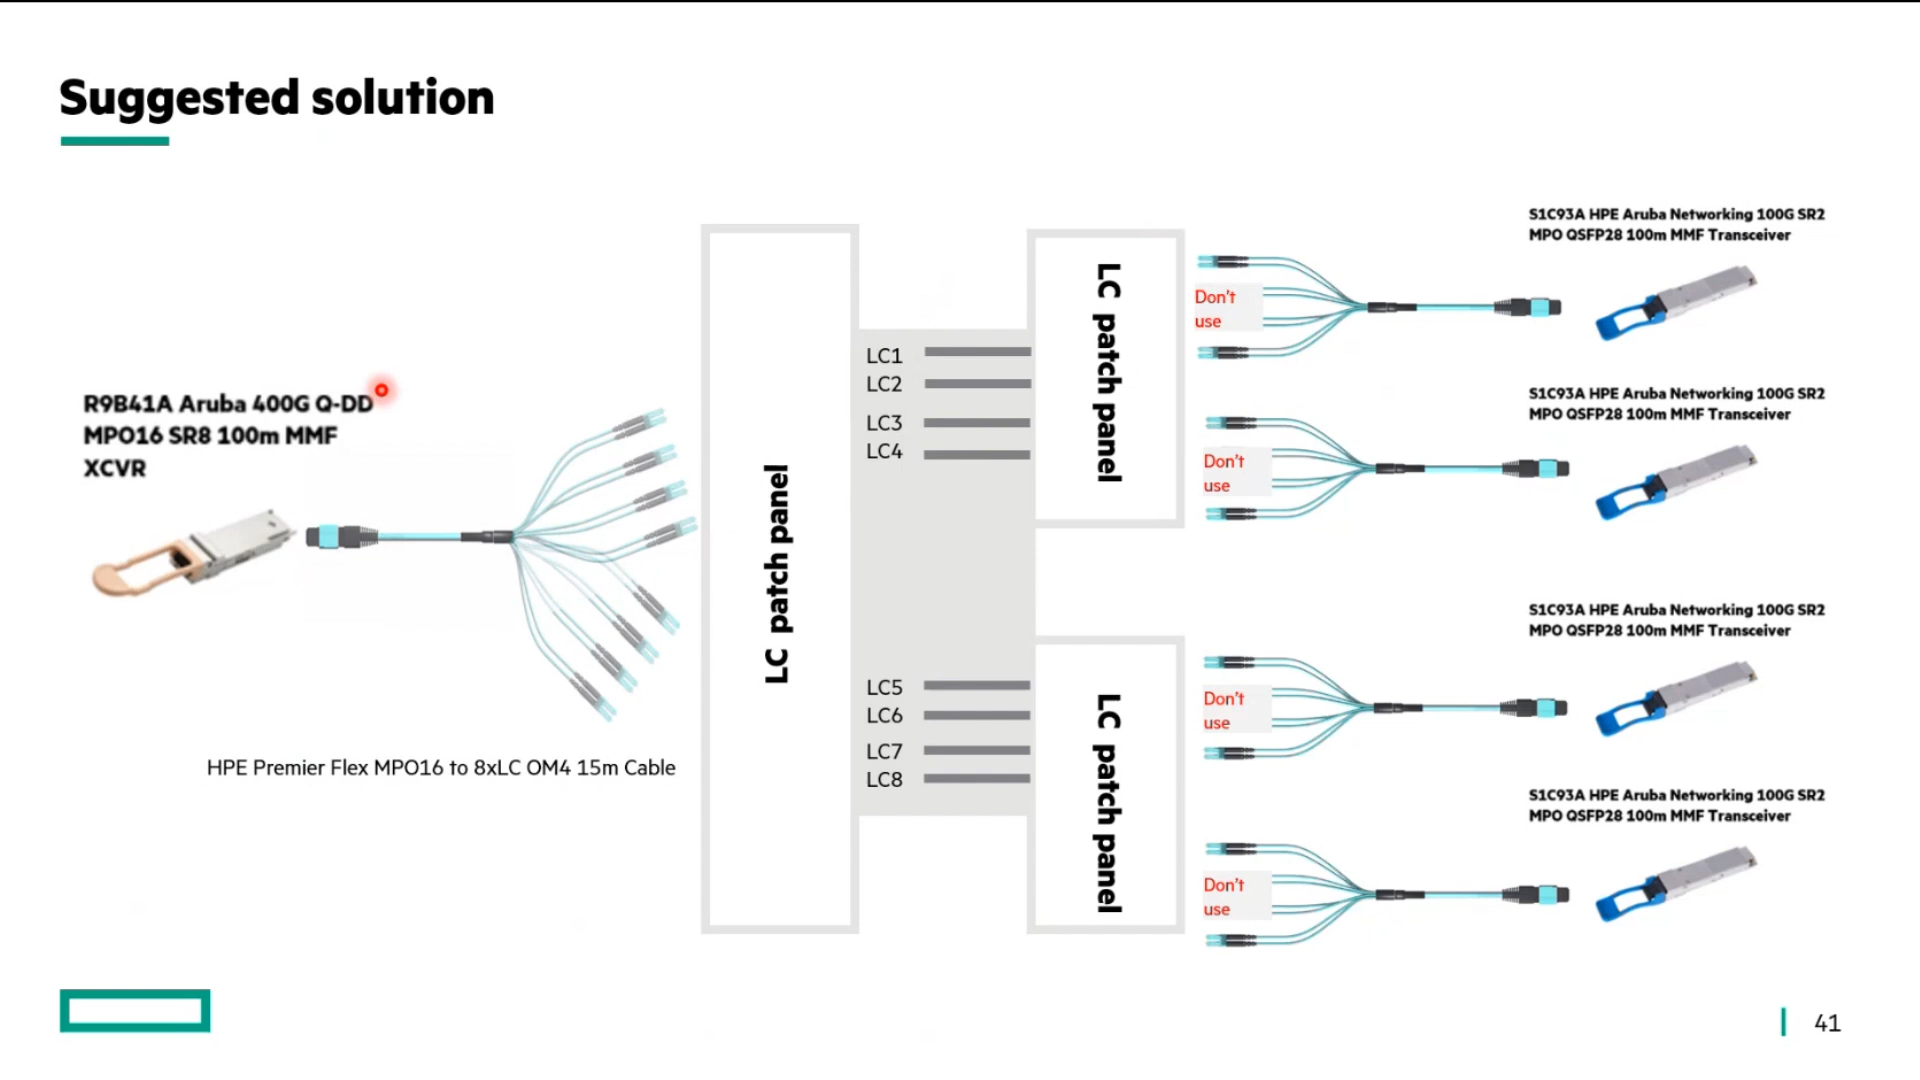 Suggested solution
R9B41A Aruba 400G Q-DD
MPO16 SR8 100m MMF
XCVR
HPE Premier Flex MPO16 to 8xLC OM4 15m Cable
LC patch panel
LC1
LC2
LC3
LC4
LC5
LC6
LC7
LC8
LC patch panel
LC patch panel
Don't
use
S1C93A HPE Aruba Networking 100G SR2
MPO QSFP28 100m MMF Transceiver
Don't
use
S1C93A HPE Aruba Networking 100G SR2
MPO QSFP28 100m MMF Transceiver
Don't
use
S1C93A HPE Aruba Networking 100G SR2
MPO QSFP28 100m MMF Transceiver
Don't
use
S1C93A HPE Aruba Networking 100G SR2
MPO QSFP28 100m MMF Transceiver
41